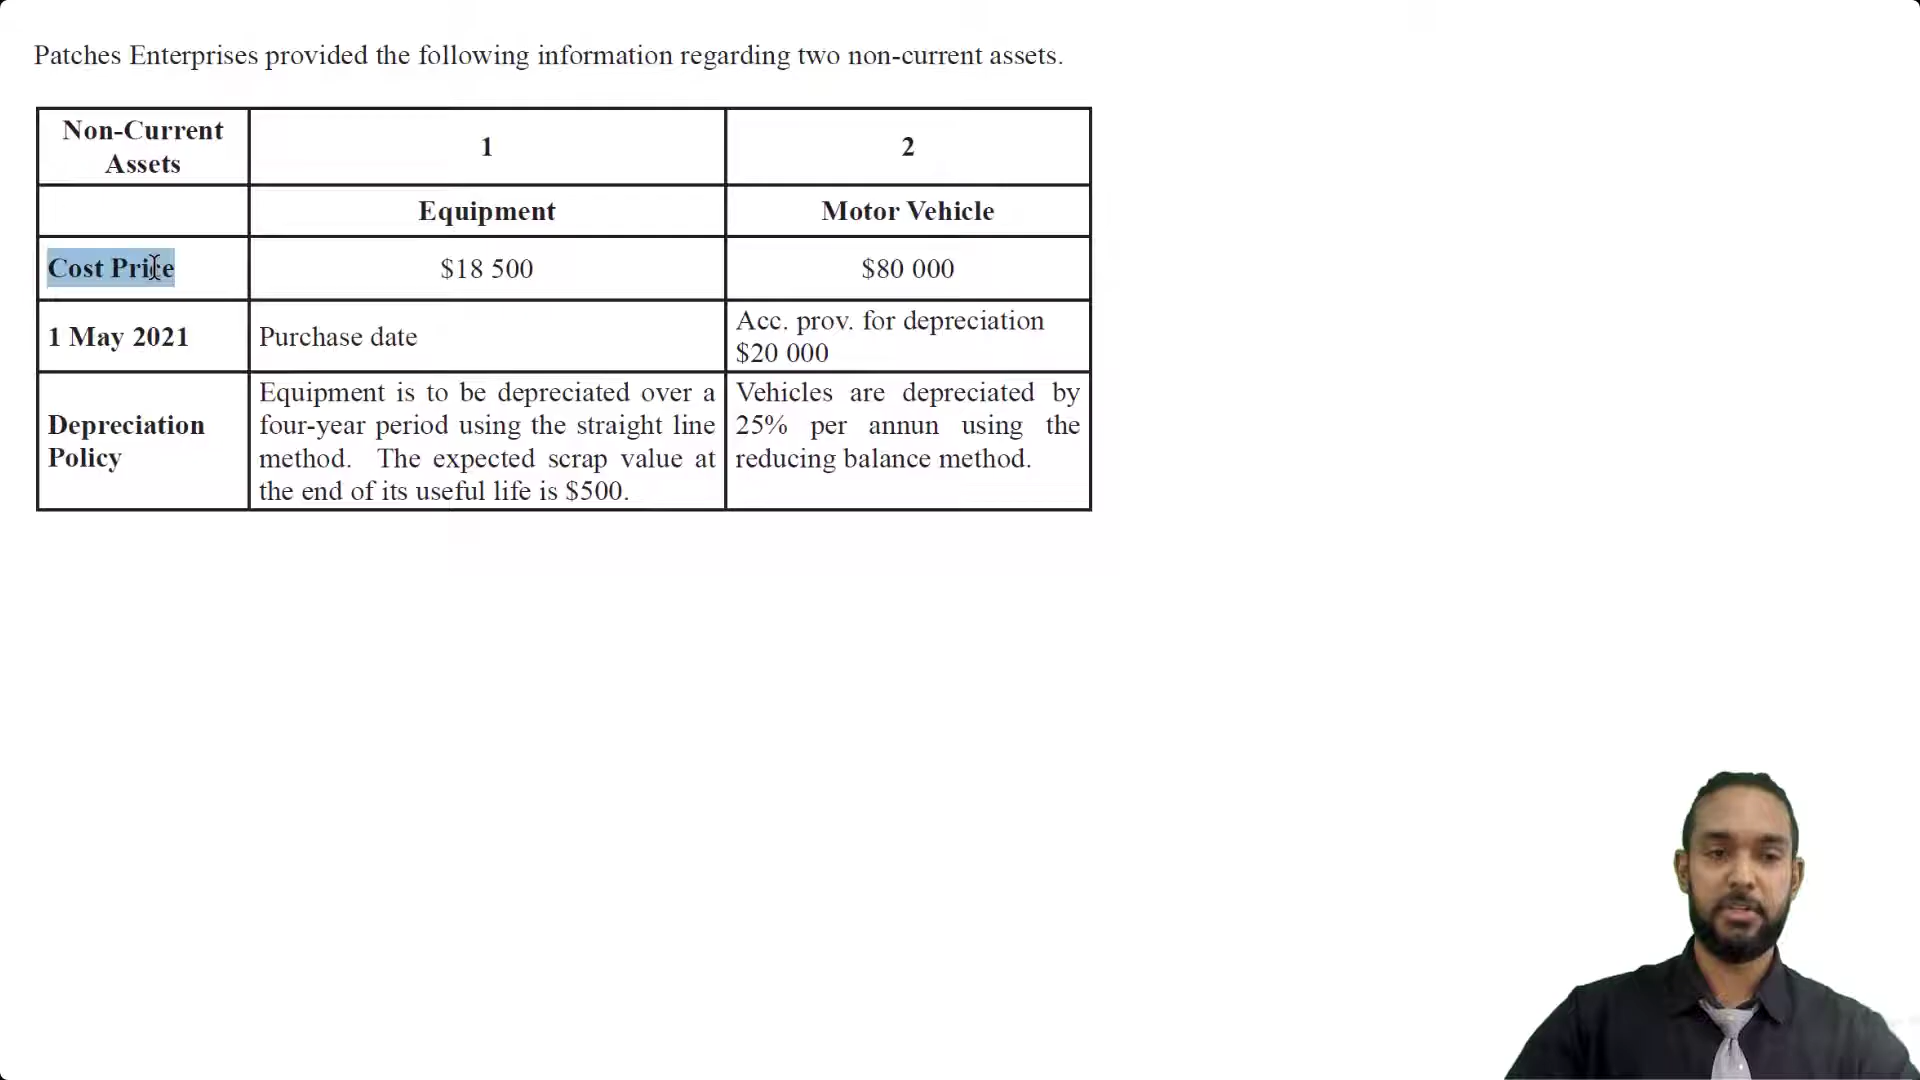 Patches Enterprises provided the following information regarding two non-current assets.
Non-Current
Assets
1
2
Equipment
Motor Vehicle
Cost Price
$18 500
$80 000
1 May 2021
Purchase date
Acc. prov. for depreciation
$20 000
Depreciation
Policy
Equipment is to be depreciated over a
four-year period using the straight line
method. The expected scrap value at
the end of its useful life is $500.
Vehicles are depreciated by
25% per annun using the
reducing balance method.